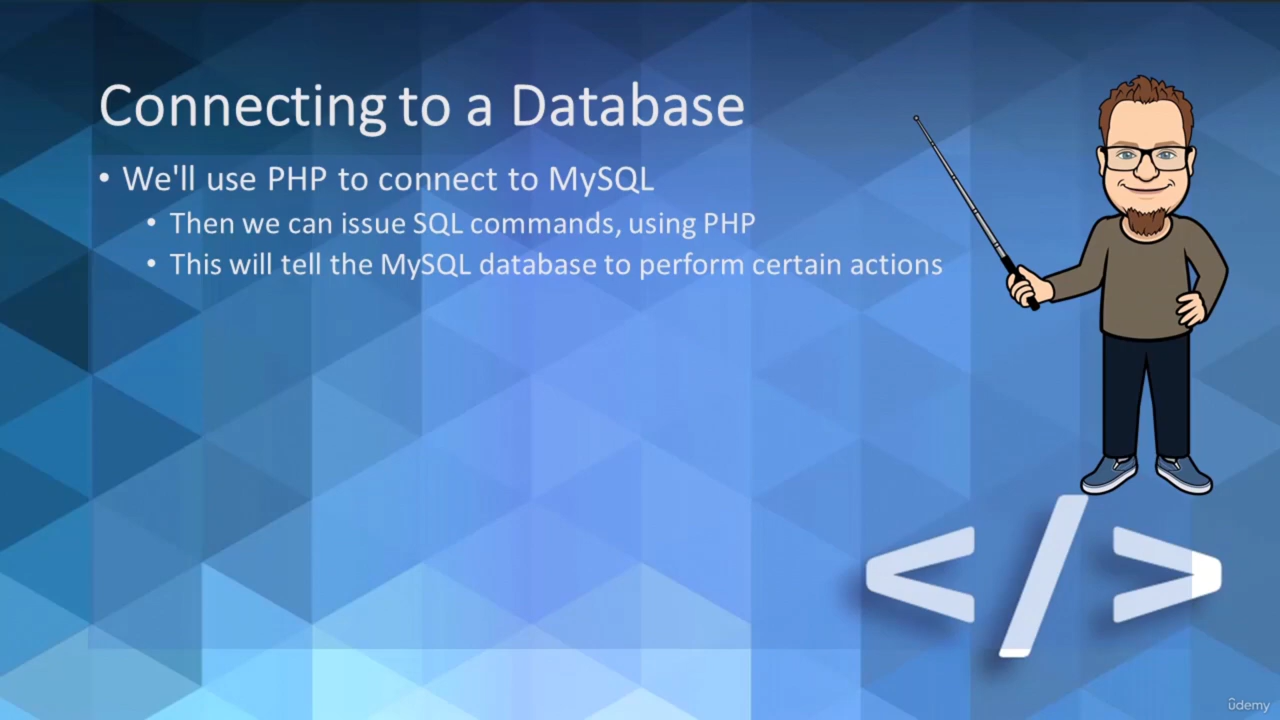 Connecting to a Database
• We'll use PHP to connect to MySQL
• Then we can issue SQL commands, using PHP
• This will tell the MySQL database to perform certain actions
</>
ûdemy